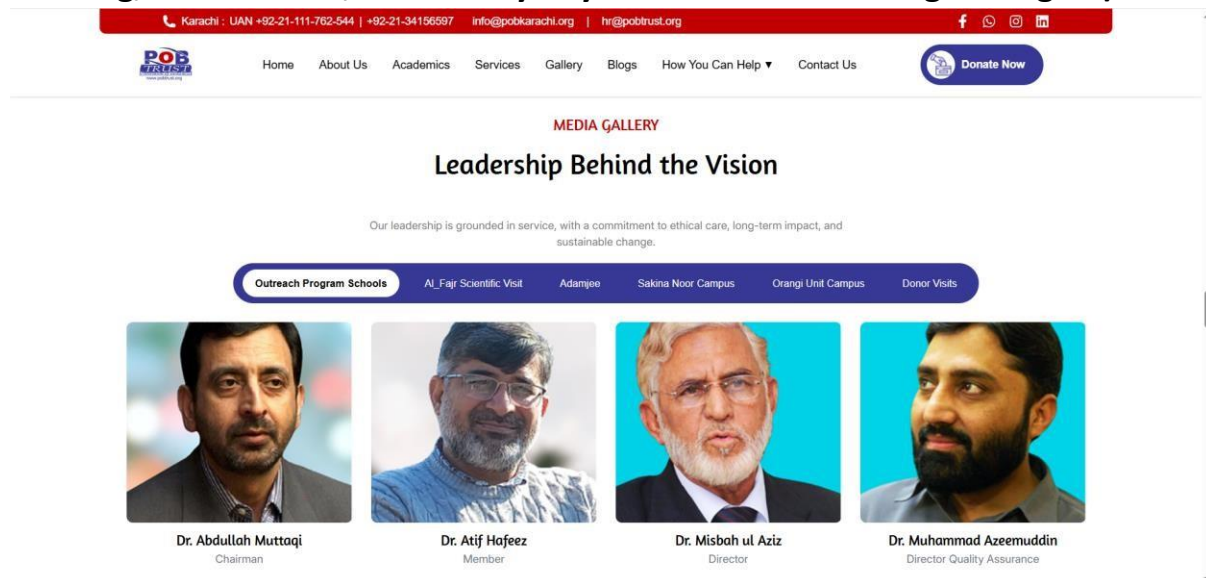 Karachi : UAN +92-21-111-762-544 | +92-21-34156597 info@pobkarachi.org | hr@pobtrust.org
POB
TRUST
Home About Us Academics Services Gallery Blogs How You Can Help ▼ Contact Us Donate Now
MEDIA GALLERY
Leadership Behind the Vision
Our leadership is grounded in service, with a commitment to ethical care, long-term impact, and
sustainable change.
Outreach Program Schools Al_Fajr Scientific Visit Adamjee Sakina Noor Campus Orangi Unit Campus Donor Visits
Dr. Abdullah Muttaqi Dr. Atif Hafeez Dr. Misbah ul Aziz Dr. Muhammad Azeemuddin
Chairman Member Director Director Quality Assurance